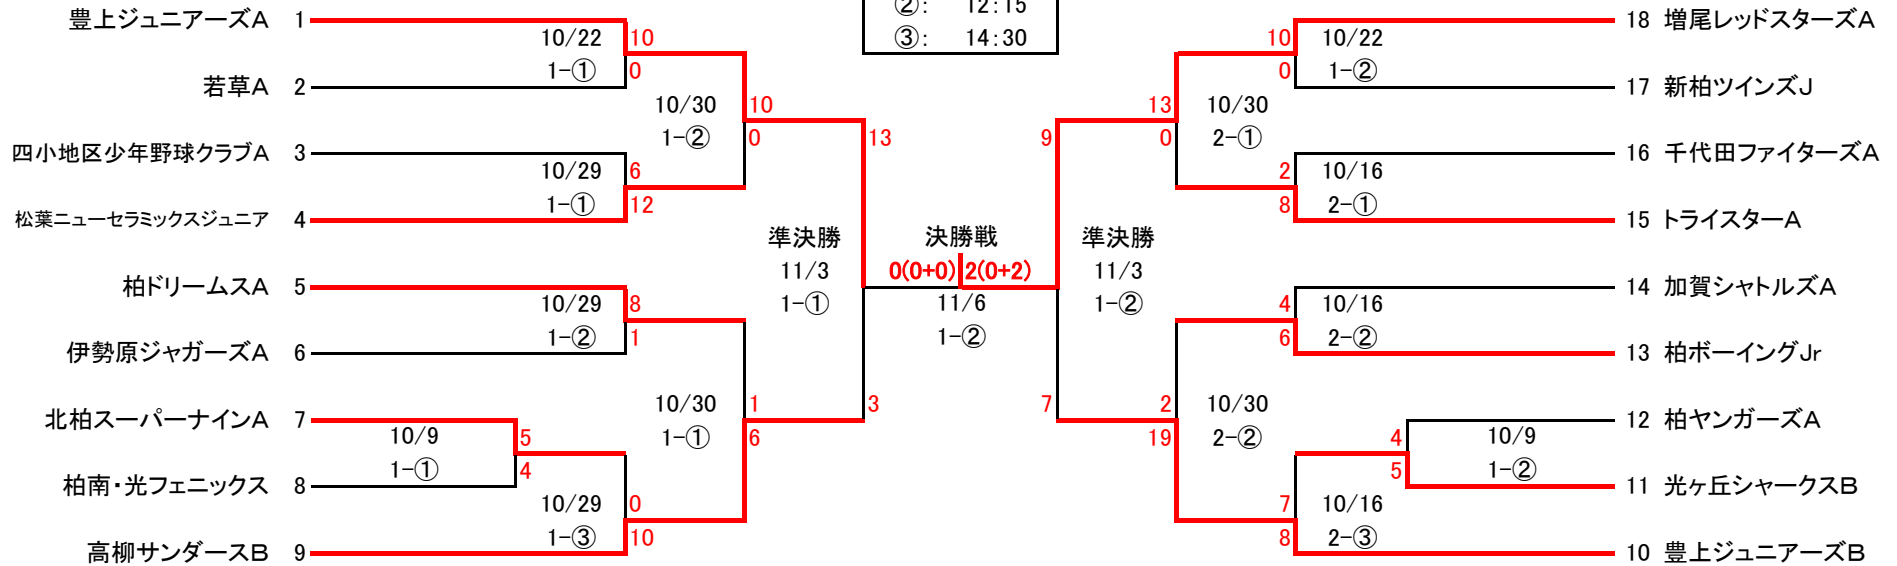 ②: 12:15
③: 14:30
豊上ジュニアーズA 1
10/22 10
1-① 0
若草A 2
10/30 10
1-② 0
四小地区少年野球クラブA 3
10/29 6
1-① 12
松葉ニューセラミックスジュニア 4
13
準決勝
11/3
1-①
柏ドリームスA 5
10/29 8
1-② 1
伊勢原ジャガーズA 6
10/30 1
1-① 6
3
北柏スーパーナインA 7
10/9 5
1-① 4
柏南・光フェニックス 8
10/29 0
1-③ 10
高柳サンダースB 9
決勝戦
0(0+0) 2(0+2)
11/6
1-②
18 増尾レッドスターズA
10 10/22
0 1-②
17 新柏ツインズJ
13 10/30
0 2-①
16 千代田ファイターズA
2 10/16
8 2-①
15 トライスターA
9
準決勝
11/3
1-②
14 加賀シャトルズA
4 10/16
6 2-②
13 柏ボーイングJr
7
2 10/30
19 2-②
12 柏ヤンガーズA
4 10/9
5 1-②
11 光ヶ丘シャークスB
7 10/16
8 2-③
10 豊上ジュニアーズB